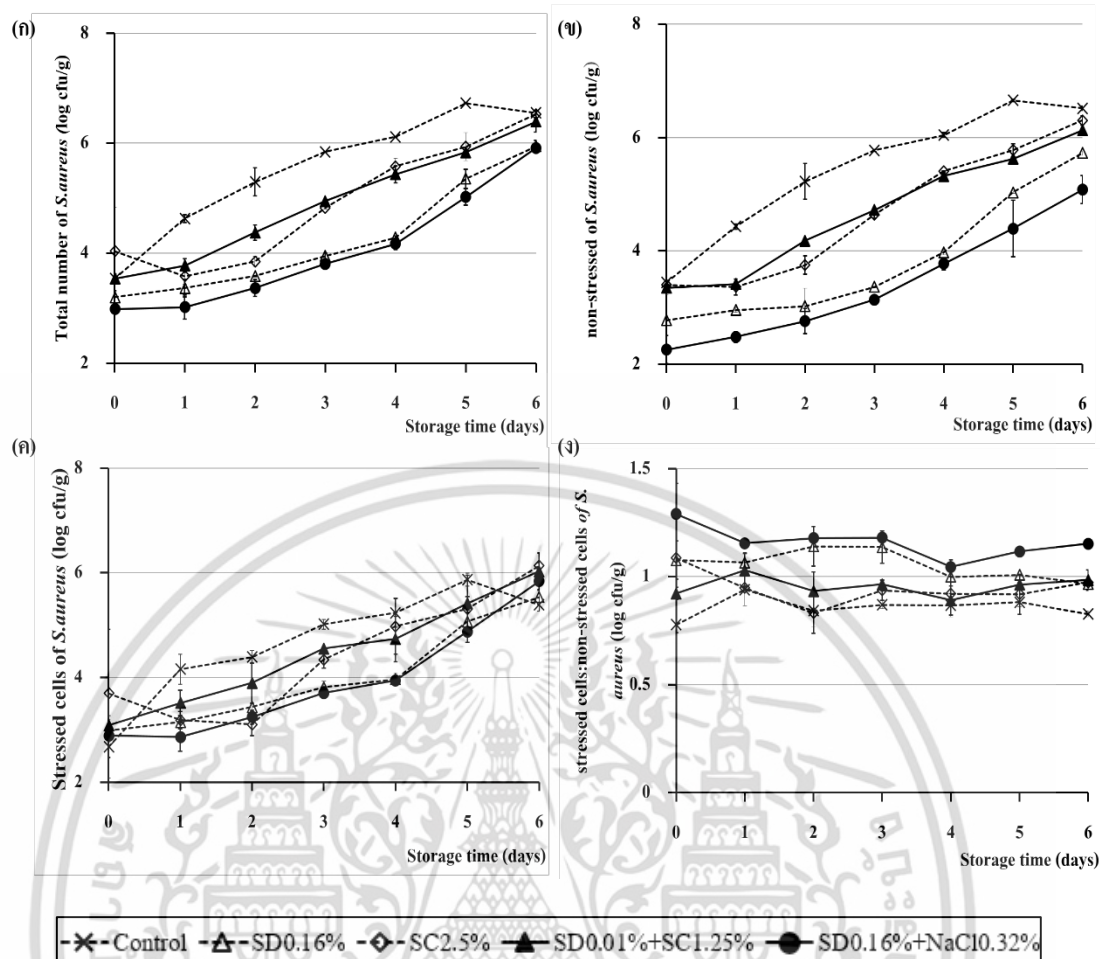 (ก)
Total number of S.aureus (log cfu/g)
8
6
4
2
0 1 2 3 4 5 6
Storage time (days)
(ข)
non-stressed of S.aureus (log cfu/g)
8
6
4
2
0 1 2 3 4 5 6
Storage time (days)
(ค)
Stressed cells of S.aureus (log cfu/g)
8
6
4
2
0 1 2 3 4 5 6
Storage time (days)
(ง)
stressed cells:non-stressed cells of S.
aureus (log cfu/g)
1.5
1
0.5
0
0 1 2 3 4 5 6
Storage time (days)
Control SD0.16% SC2.5% SD0.01%+SC1.25% SD0.16%+NaCl0.32%